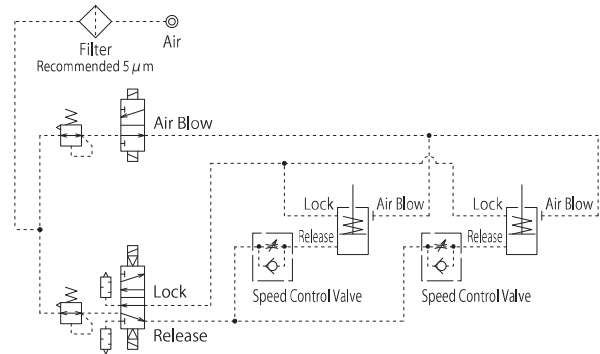 Filter
Recommended 5 μ m
Air
Air Blow
Lock
Air Blow
Lock
Air Blow
Release
Release
Lock
Speed Control Valve
Speed Control Valve
Release